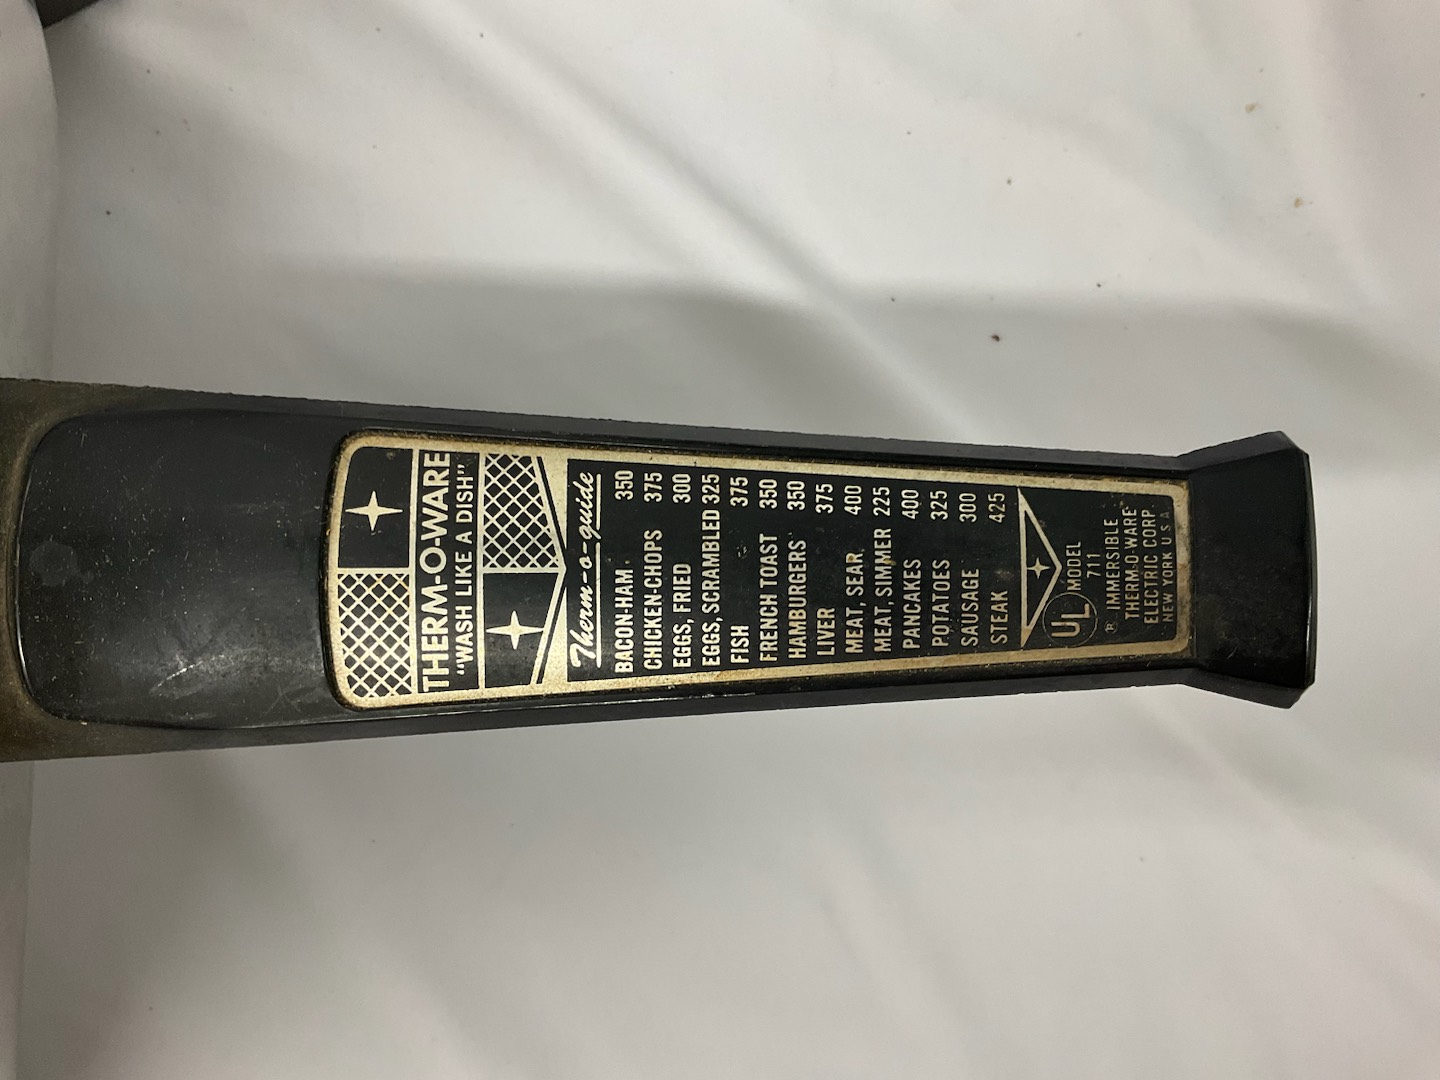 THERM-O-WARE
"WASH LIKE A DISH"
Therm-o-guide
BACON-HAM 350
CHICKEN-CHOPS 375
EGGS, FRIED 300
EGGS, SCRAMBLED 325
FISH 375
FRENCH TOAST 350
HAMBURGERS 350
LIVER 375
MEAT, SEAR 400
MEAT, SIMMER 225
PANCAKES 400
POTATOES 325
SAUSAGE 300
STEAK 425
UL
MODEL
711
® IMMERSIBLE
THERM-O-WARE
ELECTRIC CORP.
NEW YORK U.S.A.